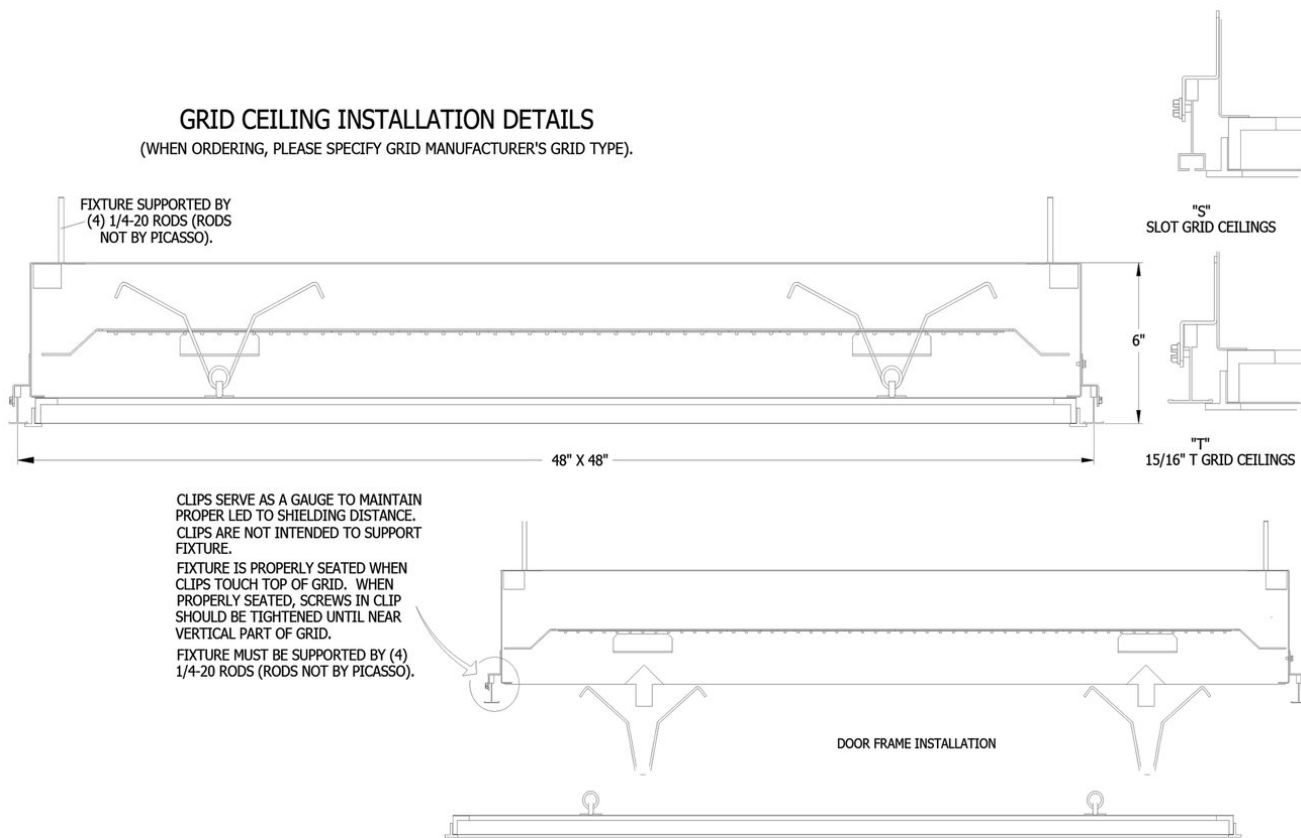 GRID CEILING INSTALLATION DETAILS
(WHEN ORDERING, PLEASE SPECIFY GRID MANUFACTURER'S GRID TYPE).
FIXTURE SUPPORTED BY
(4) 1/4-20 RODS (RODS
NOT BY PICASSO).
"S"
SLOT GRID CEILINGS
6"
"T"
15/16" T GRID CEILINGS
48" X 48"
CLIPS SERVE AS A GAUGE TO MAINTAIN
PROPER LED TO SHIELDING DISTANCE.
CLIPS ARE NOT INTENDED TO SUPPORT
FIXTURE.
FIXTURE IS PROPERLY SEATED WHEN
CLIPS TOUCH TOP OF GRID. WHEN
PROPERLY SEATED, SCREWS IN CLIP
SHOULD BE TIGHTENED UNTIL NEAR
VERTICAL PART OF GRID.
FIXTURE MUST BE SUPPORTED BY (4)
1/4-20 RODS (RODS NOT BY PICASSO).
DOOR FRAME INSTALLATION